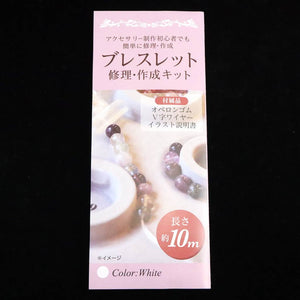 アクセサリー制作初心者でも
簡単に修理・作成
ブレスレット
修理・作成キット
付属品
オペロンゴム
V字ワイヤー
イラスト説明書
長さ
約10m
※イメージ
Color:White